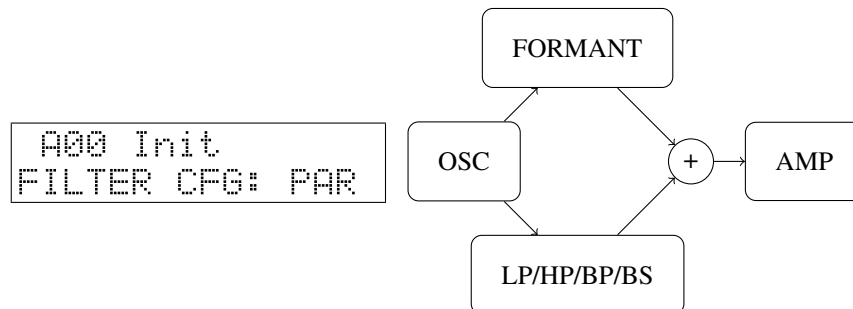 A00 Init
FILTER CFG: PAR
FORMANT
OSC
+
AMP
LP/HP/BP/BS